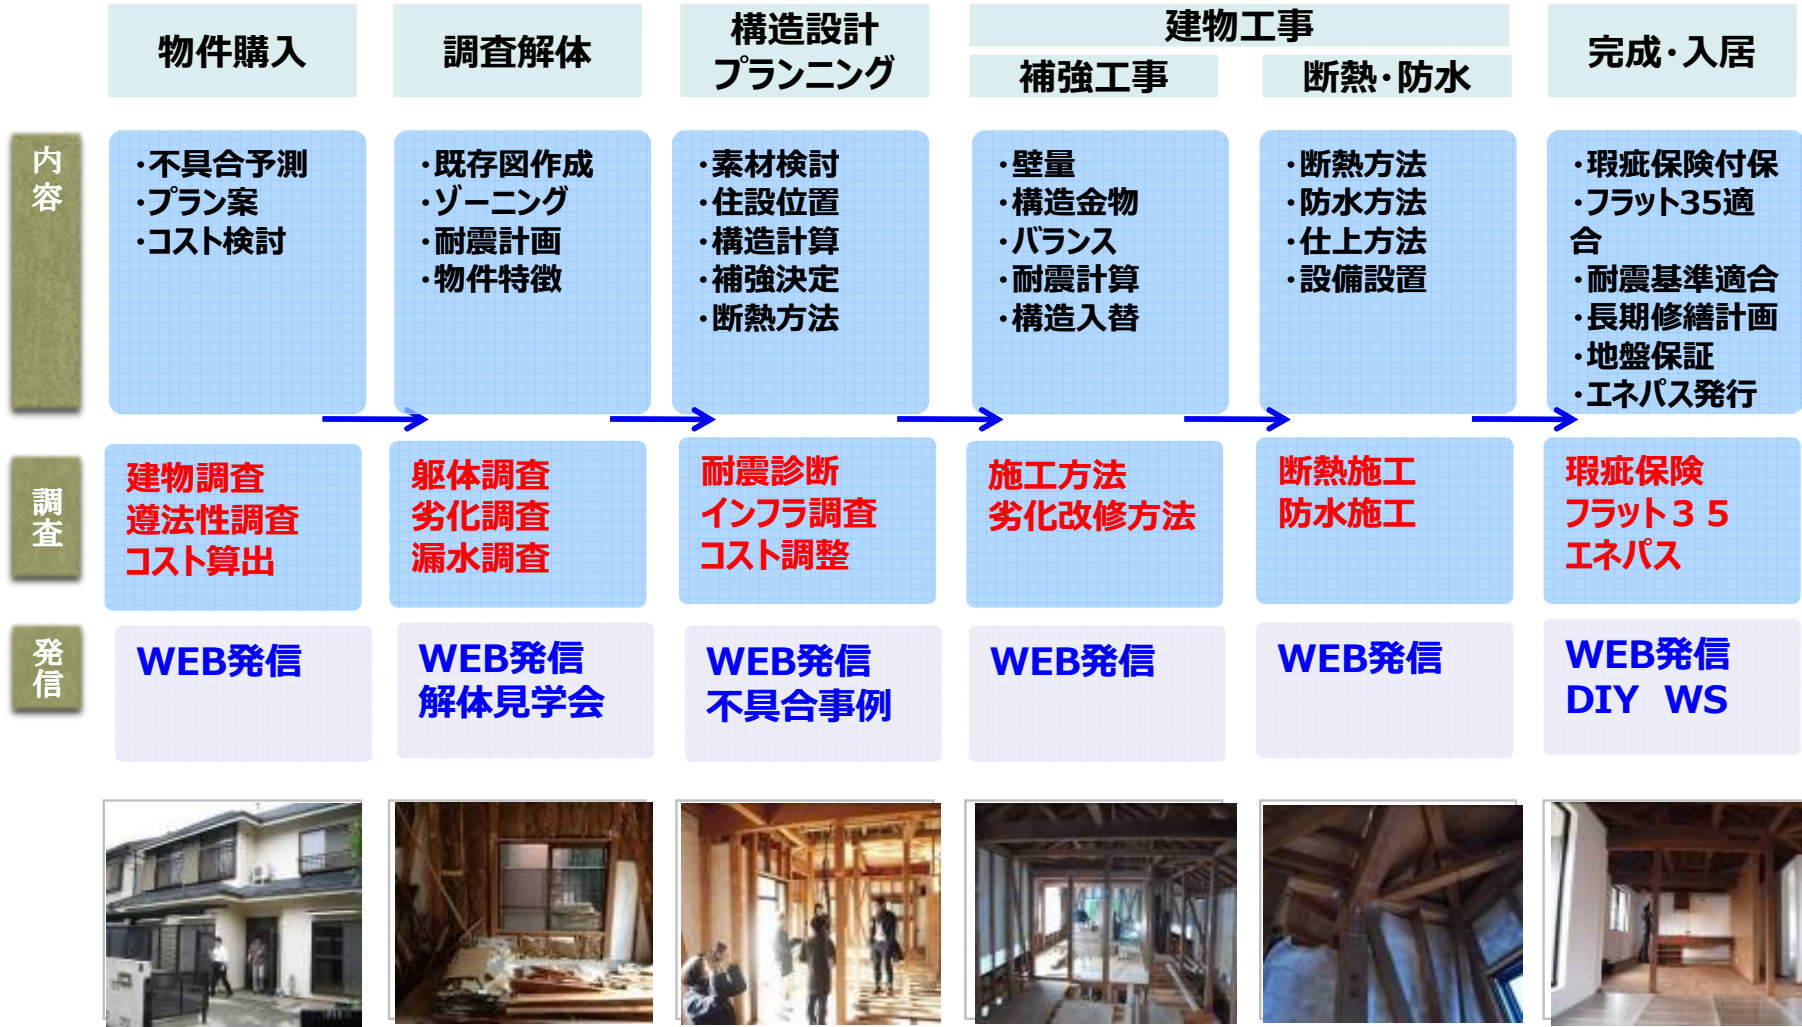 物件購入
調査解体
構造設計
プランニング
建物工事
補強工事
断熱・防水
完成・入居
内容
・不具合予測
・プラン案
・コスト検討
・既存図作成
・ゾーニング
・耐震計画
・物件特徴
・素材検討
・住設位置
・構造計算
・補強決定
・断熱方法
・壁量
・構造金物
・バランス
・耐震計算
・構造入替
・断熱方法
・防水方法
・仕上方法
・設備設置
・瑕疵保険付保
・フラット35適
合
・耐震基準適合
・長期修繕計画
・地盤保証
・エネパス発行
調査
建物調査
遵法性調査
コスト算出
躯体調査
劣化調査
漏水調査
耐震診断
インフラ調査
コスト調整
施工方法
劣化改修方法
断熱施工
防水施工
瑕疵保険
フラット３５
エネパス
発信
WEB発信
WEB発信
解体見学会
WEB発信
不具合事例
WEB発信
WEB発信
WEB発信
DIY　WS